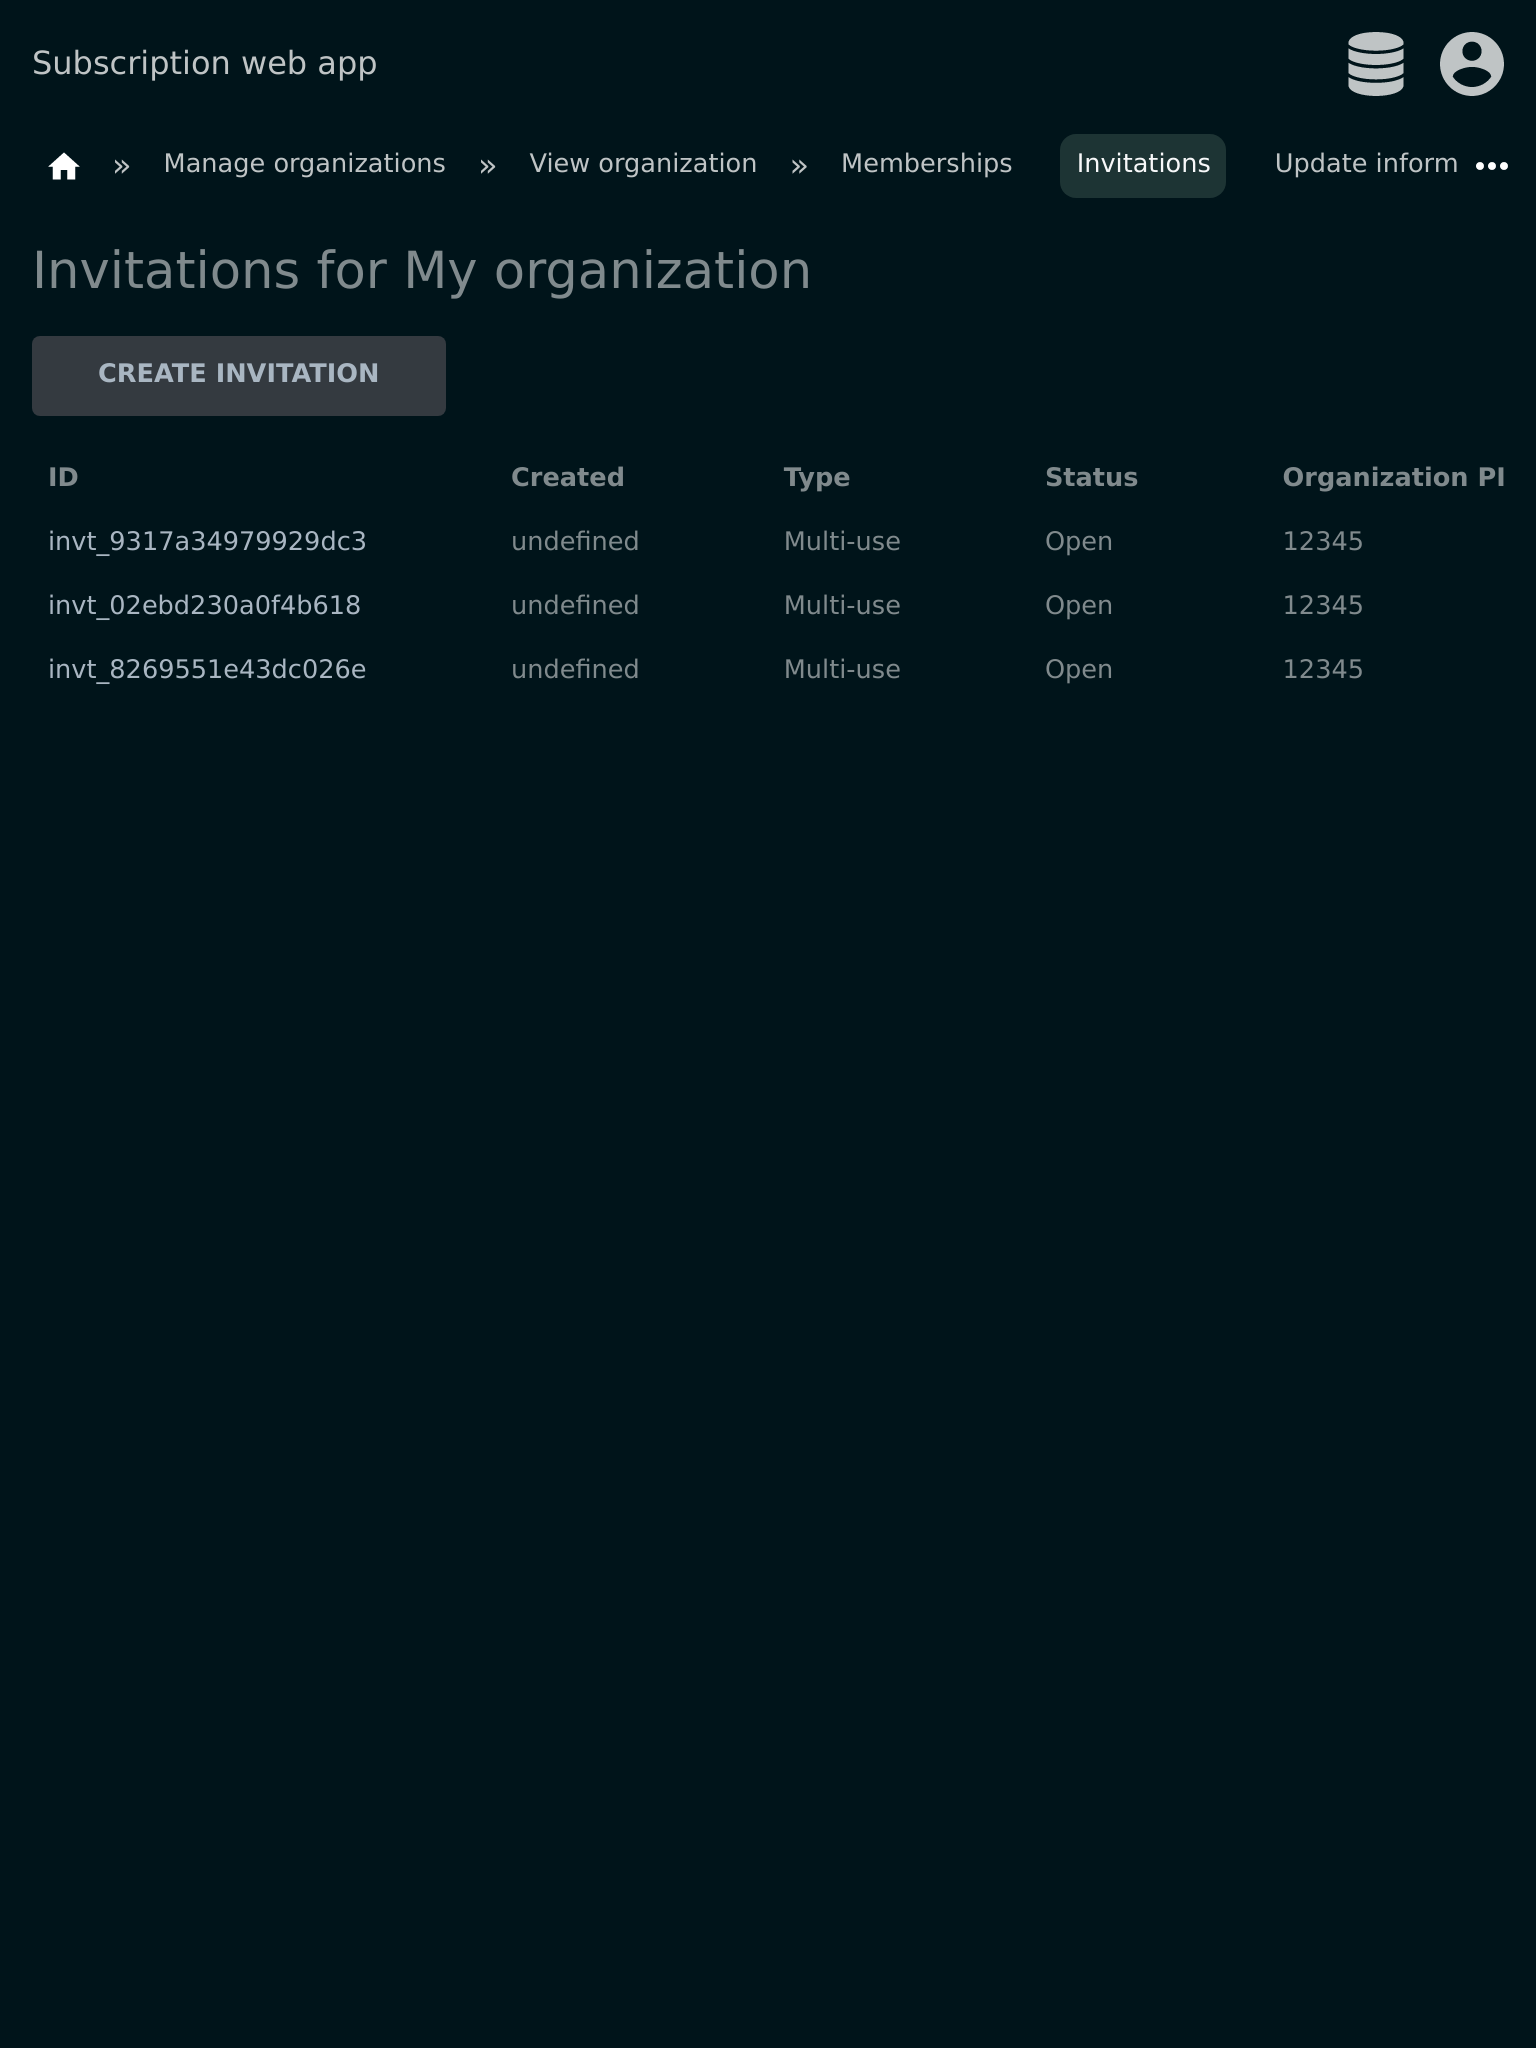 Subscription web app
» Manage organizations » View organization » Memberships Invitations Update inform •••
Invitations for My organization
CREATE INVITATION
ID Created Type Status Organization PI
invt_9317a34979929dc3 undefined Multi-use Open 12345
invt_02ebd230a0f4b618 undefined Multi-use Open 12345
invt_8269551e43dc026e undefined Multi-use Open 12345